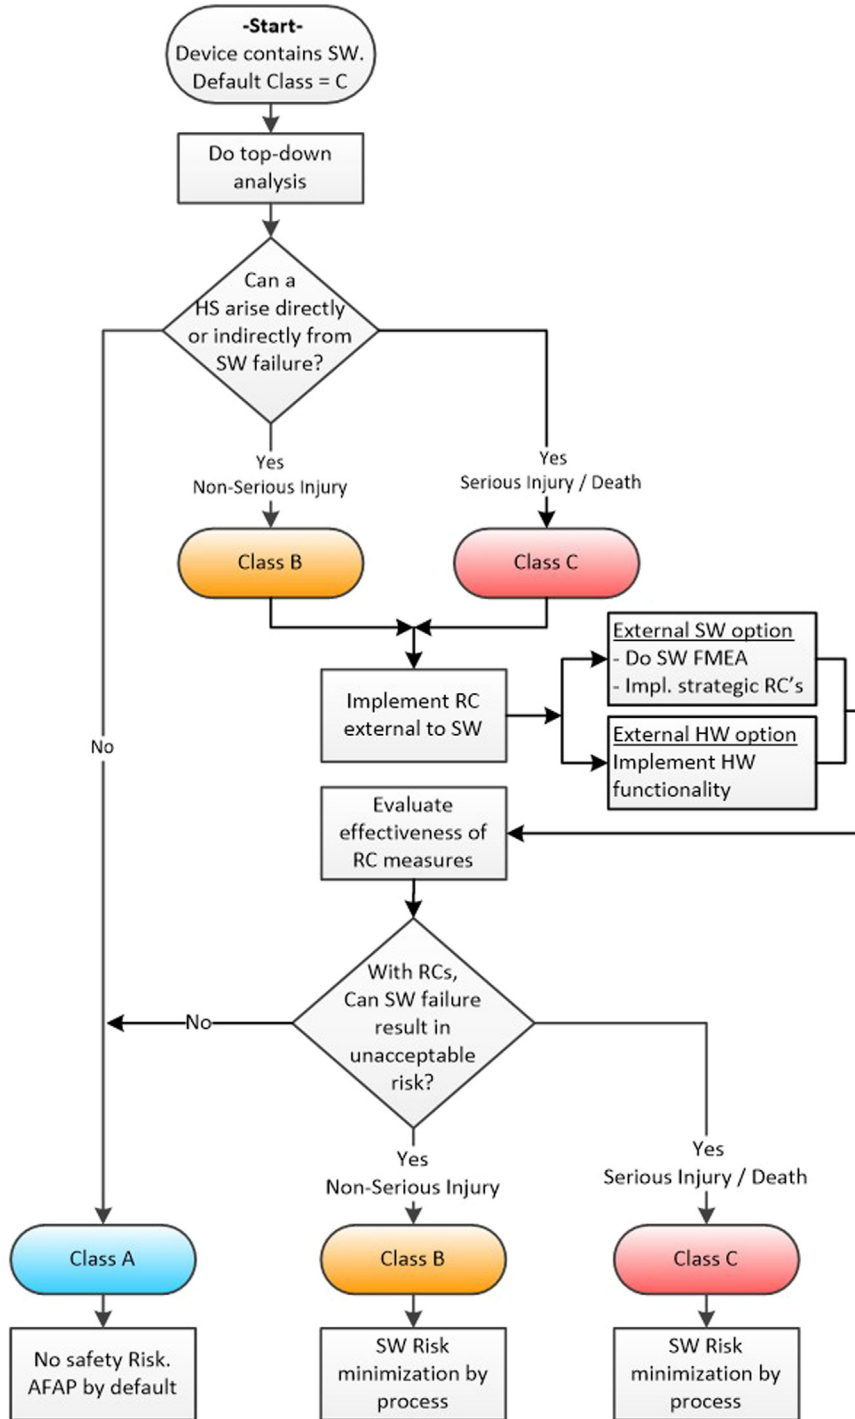 -Start-
Device contains SW.
Default Class = C
Do top-down
analysis
Can a
HS arise directly
or indirectly from
SW failure?
Yes
Non-Serious Injury
Yes
Serious Injury / Death
Class B
Class C
External SW option
- Do SW FMEA
- Impl. strategic RC's
Implement RC
external to SW
External HW option
Implement HW
functionality
No
Evaluate
effectiveness of
RC measures
With RCs,
Can SW failure
result in
unacceptable
risk?
No
Yes
Non-Serious Injury
Yes
Serious Injury / Death
Class A
Class B
Class C
No safety Risk.
AFAP by default
SW Risk
minimization by
process
SW Risk
minimization by
process